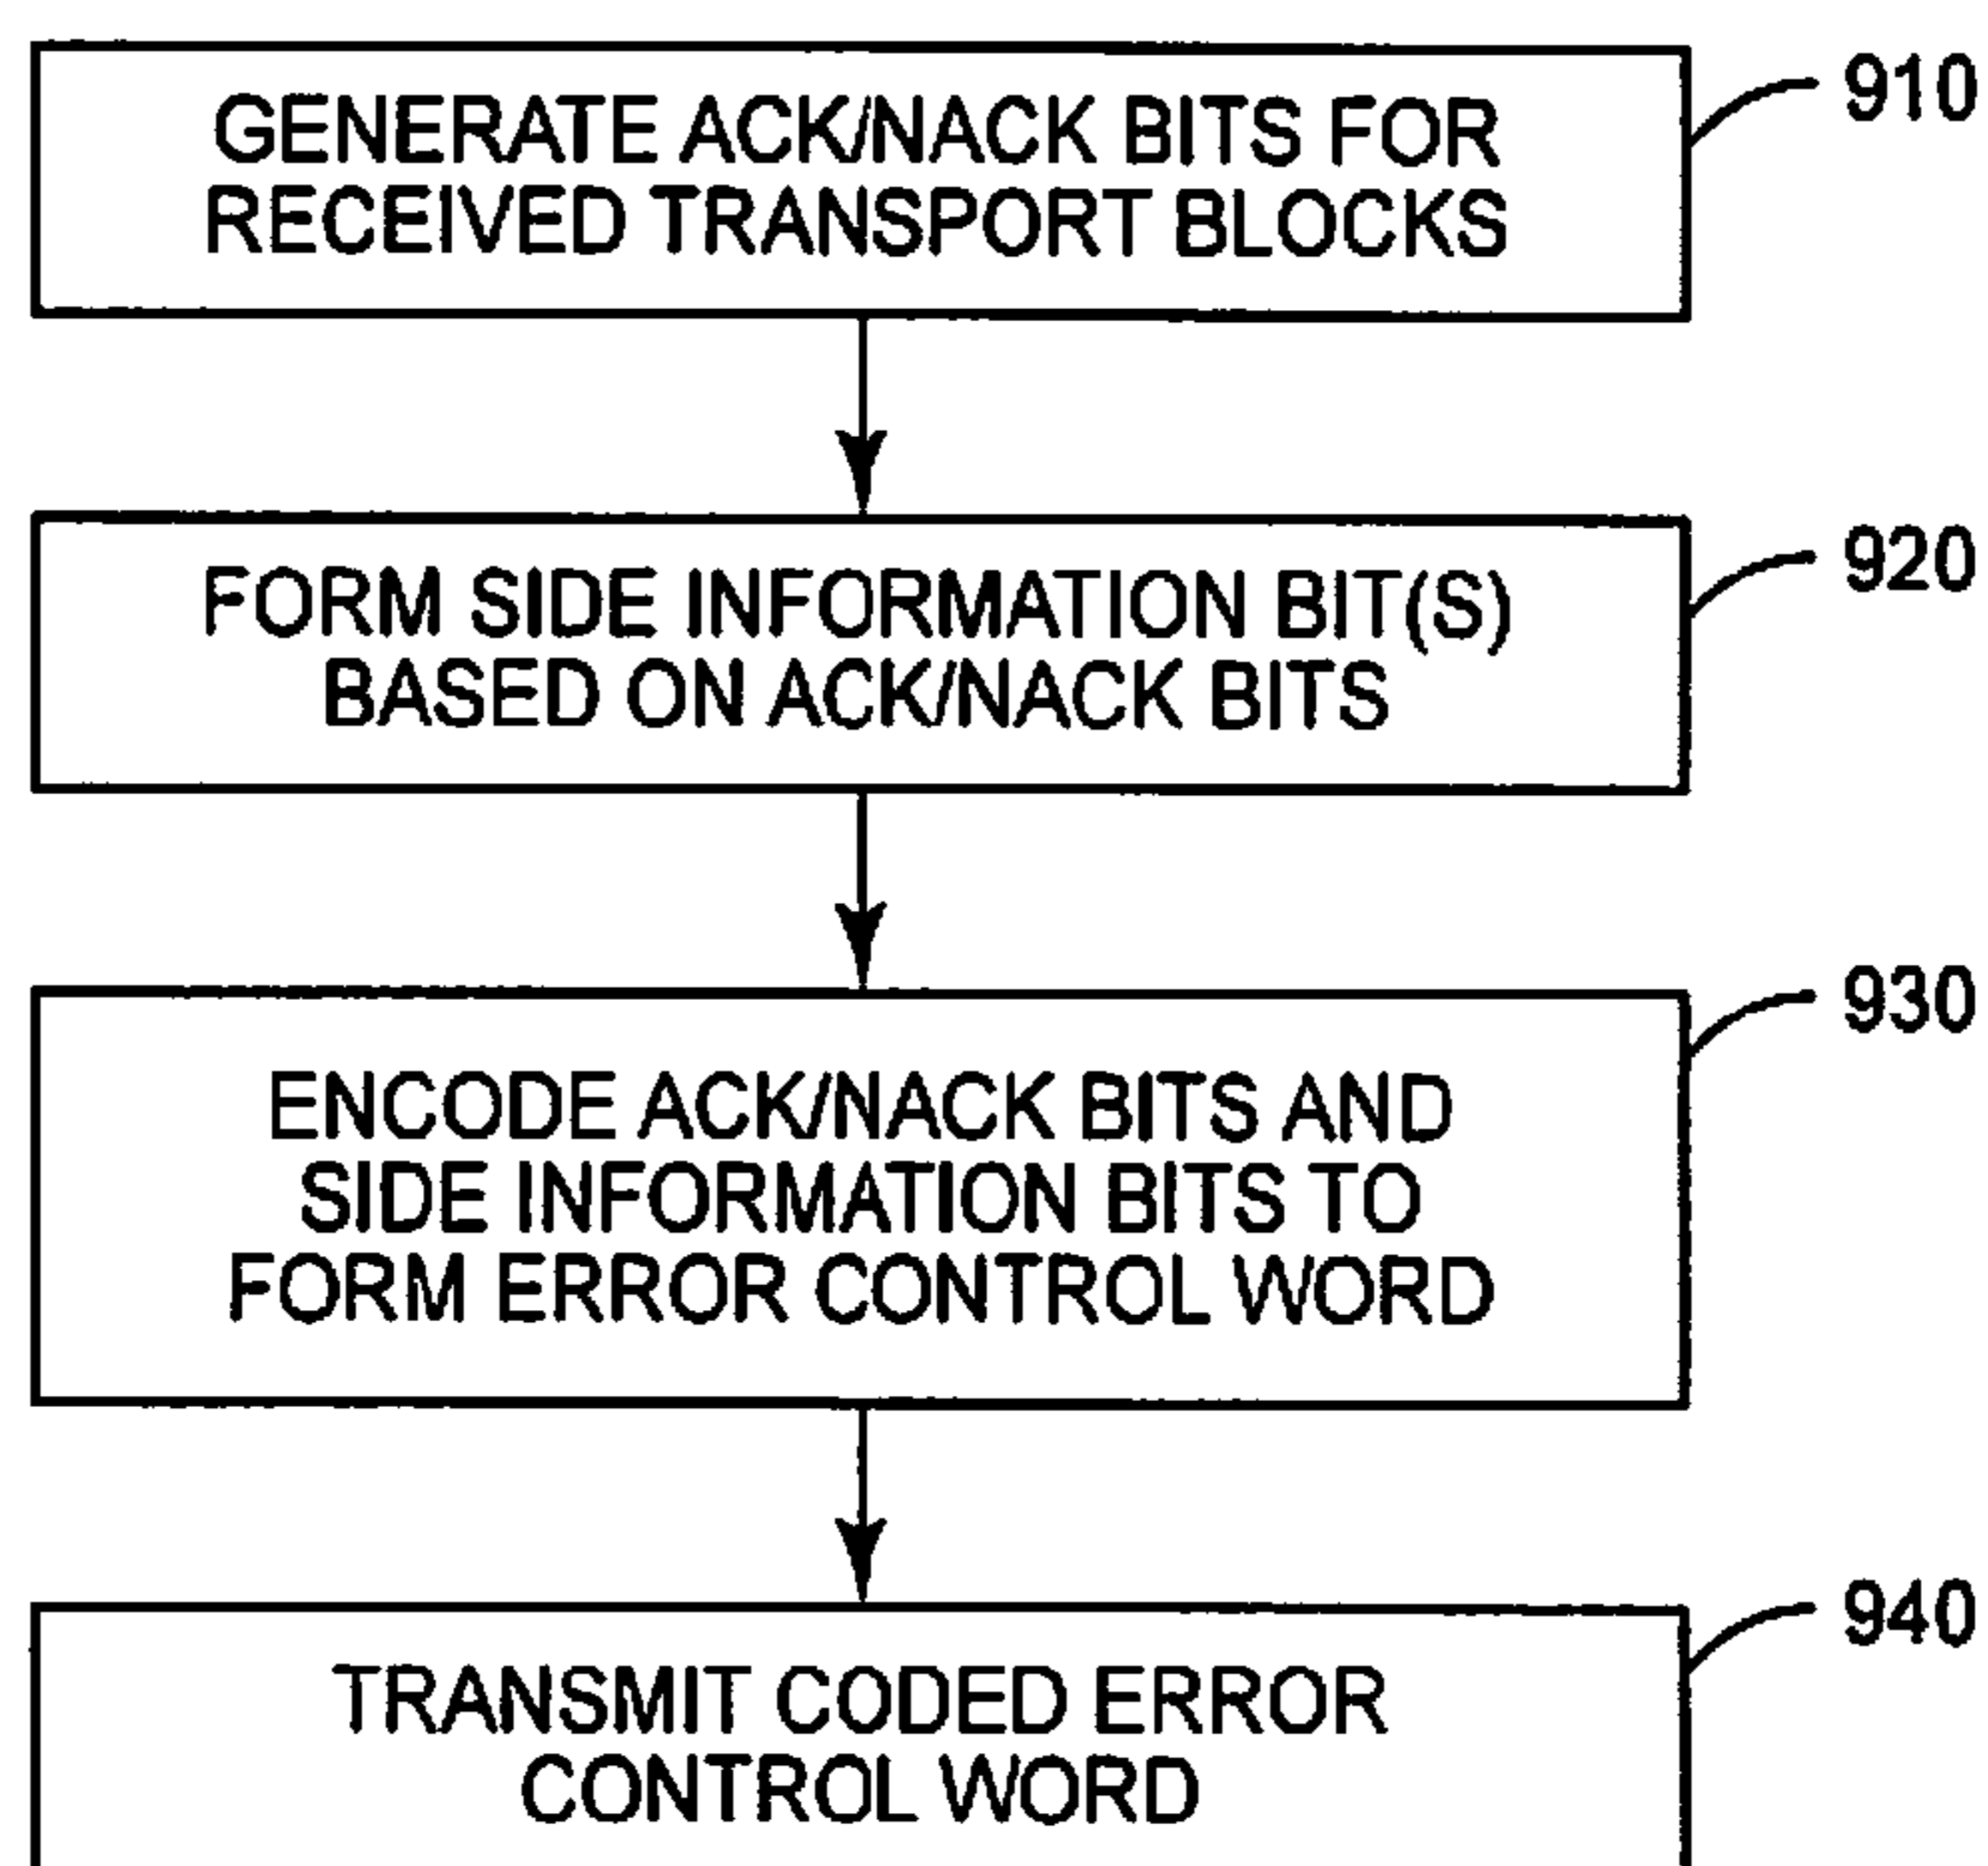 GENERATE ACK/NACK BITS FOR
RECEIVED TRANSPORT BLOCKS
910
FORM SIDE INFORMATION BIT(S)
BASED ON ACK/NACK BITS
920
ENCODE ACK/NACK BITS AND
SIDE INFORMATION BITS TO
FORM ERROR CONTROL WORD
930
TRANSMIT CODED ERROR
CONTROL WORD
940